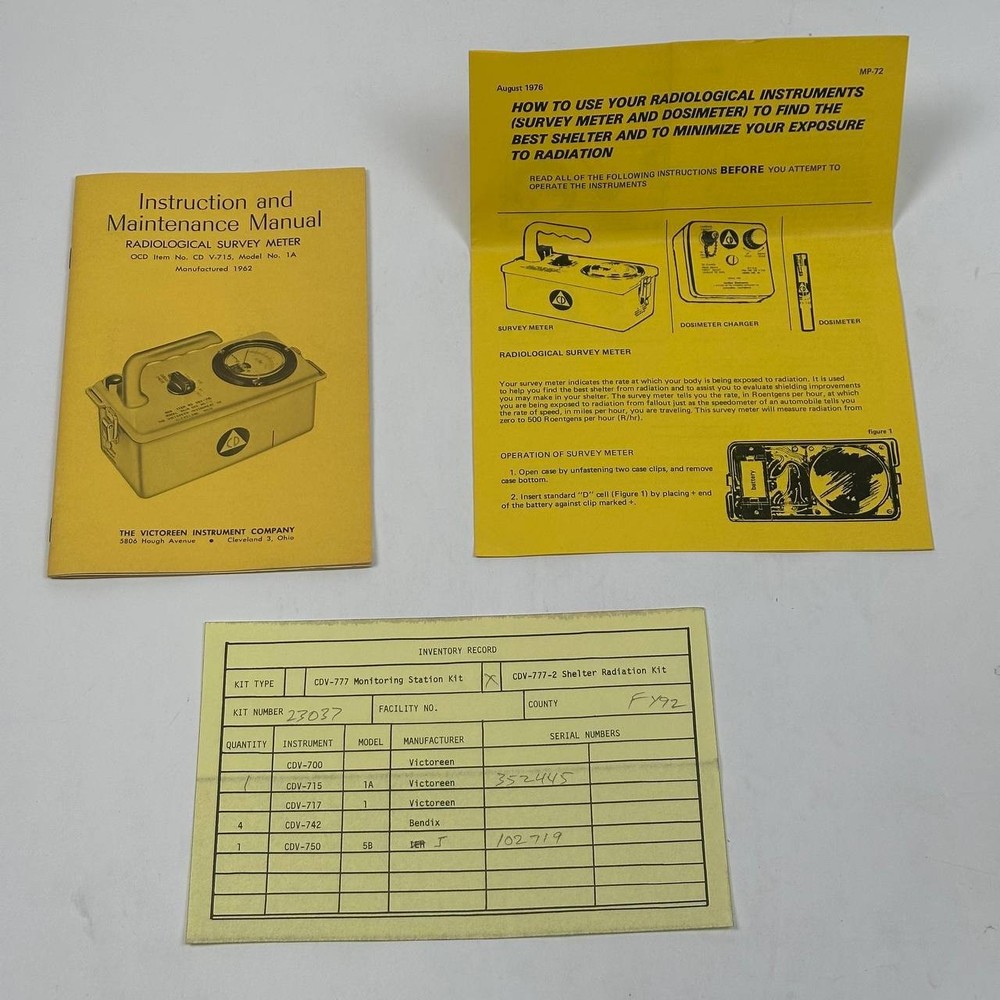 Instruction and
Maintenance Manual
RADIOLOGICAL SURVEY METER
OCD Item No. CD V-715, Model No. 1A
Manufactured 1962
CD
THE VICTOREEN INSTRUMENT COMPANY
5806 Hough Avenue • Cleveland 3, Ohio
MP-72
August 1976
HOW TO USE YOUR RADIOLOGICAL INSTRUMENTS
(SURVEY METER AND DOSIMETER) TO FIND THE
BEST SHELTER AND TO MINIMIZE YOUR EXPOSURE
TO RADIATION
READ ALL OF THE FOLLOWING INSTRUCTIONS BEFORE YOU ATTEMPT TO
OPERATE THE INSTRUMENTS
CD
CD
SURVEY METER
DOSIMETER CHARGER
DOSIMETER
RADIOLOGICAL SURVEY METER
Your survey meter indicates the rate at which your body is being exposed to radiation. It is used
to help you find the best shelter from radiation and to assist you to evaluate shielding improvements
you may make in your shelter. The survey meter tells you the rate, in Roentgens per hour, at which
you are being exposed to radiation from fallout just as the speedometer of an automobile tells you
the rate of speed, in miles per hour, you are traveling. This survey meter will measure radiation from
zero to 500 Roentgens per hour (R/hr).
figure 1
OPERATION OF SURVEY METER
1. Open case by unfastening two case clips, and remove
case bottom.
2. Insert standard "D" cell (Figure 1) by placing + end
of the battery against clip marked +.
battery
INVENTORY RECORD
KIT TYPE CDV-777 Monitoring Station Kit X CDV-777-2 Shelter Radiation Kit
KIT NUMBER 23037 FACILITY NO. COUNTY FY92
QUANTITY INSTRUMENT MODEL MANUFACTURER SERIAL NUMBERS
CDV-700 Victoreen
1 CDV-715 1A Victoreen 352445
CDV-717 1 Victoreen
4 CDV-742 Bendix
1 CDV-750 5B J 102719